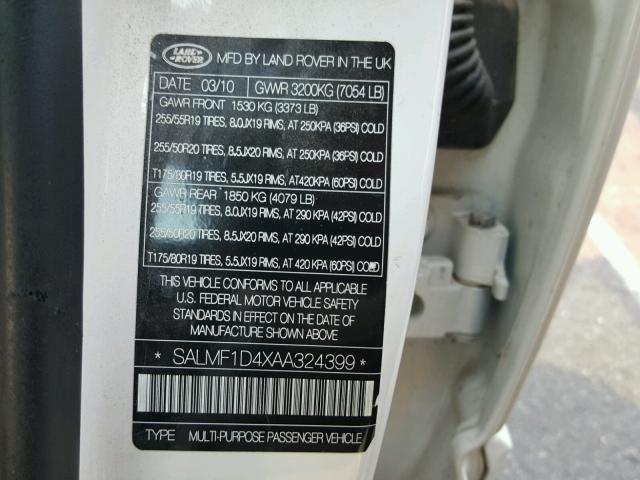 LAND ROVER
MFD BY LAND ROVER IN THE UK
DATE 03/10 GWVR 3200KG (7054 LB)
GAWR FRONT 1530 KG (3373 LB)
255/55R19 TIRES, 8.0JX19 RIMS, AT 250KPA (36PSI) COLD
255/50R20 TIRES, 8.5JX20 RIMS, AT 250KPA (36PSI) COLD
T175/80R19 TIRES, 5.5JX19 RIMS, AT420KPA (60PSI) COLD
GAWR REAR 1850 KG (4079 LB)
255/55R19 TIRES, 8.0JX19 RIMS, AT 290 KPA (42PSI) COLD
255/50R20 TIRES, 8.5JX20 RIMS, AT 290 KPA (42PSI) COLD
T175/80R19 TIRES, 5.5JX19 RIMS, AT 420 KPA (60PSI) COLD
THIS VEHICLE CONFORMS TO ALL APPLICABLE
U.S. FEDERAL MOTOR VEHICLE SAFETY
STANDARDS IN EFFECT ON THE DATE OF
MANUFACTURE SHOWN ABOVE
* SALMF1D4XAA324399 *
TYPE MULTI-PURPOSE PASSENGER VEHICLE